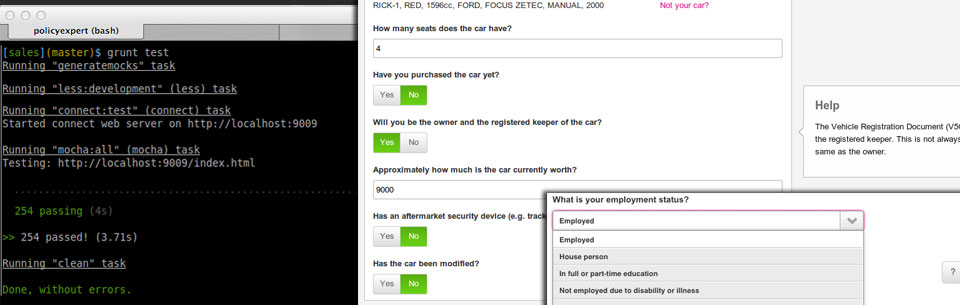 policyexpert (bash)
[sales](master)$ grunt test
Running "generatemocks" task
Running "less:development" (less) task
Running "connect:test" (connect) task
Started connect web server on http://localhost:9009
Running "mocha:all" (mocha) task
Testing: http://localhost:9009/index.html
254 passing (4s)
>> 254 passed! (3.71s)
Running "clean" task
Done, without errors.
RICK-1, RED, 1596cc, FORD, FOCUS ZETEC, MANUAL, 2000
Not your car?
How many seats does the car have?
4
Have you purchased the car yet?
Yes No
Will you be the owner and the registered keeper of the car?
Yes No
Approximately how much is the car currently worth?
9000
Has an aftermarket security device (e.g. track
Yes No
Has the car been modified?
Yes No
What is your employment status?
Employed
Employed
House person
In full or part-time education
Not employed due to disability or illness
Help
The Vehicle Registration Document (V5C
the registered keeper. This is not always
same as the owner.
?